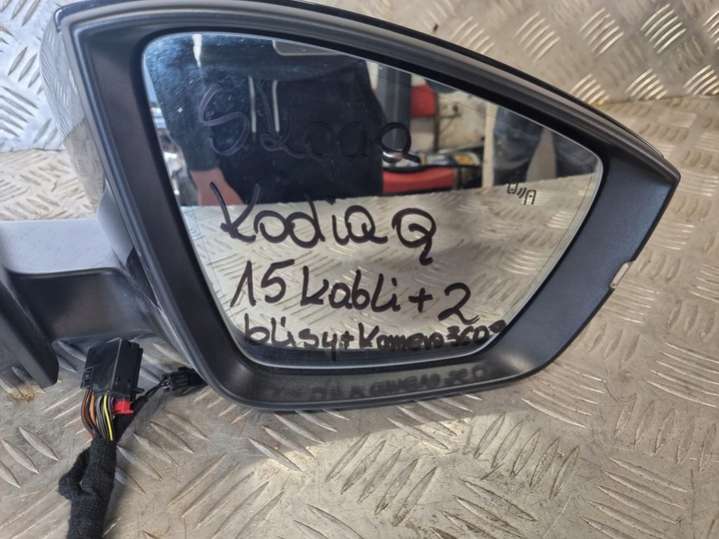 Skoda
KodiaQ
15 kabli + 2
blisy + Kamera 360°